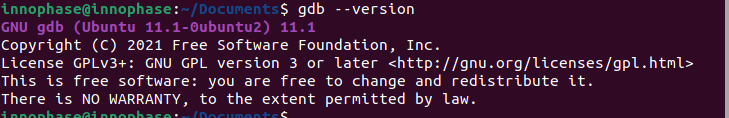 innophase@innophase:~/Documents$ gdb --version
GNU gdb (Ubuntu 11.1-0ubuntu2) 11.1
Copyright (C) 2021 Free Software Foundation, Inc.
License GPLv3+: GNU GPL version 3 or later <http://gnu.org/licenses/gpl.html>
This is free software: you are free to change and redistribute it.
There is NO WARRANTY, to the extent permitted by law.
innophase@innophase:~/Documents$